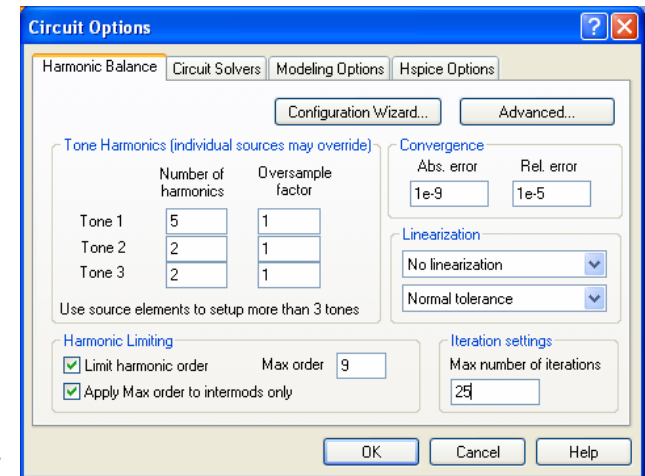 Circuit Options
Harmonic Balance Circuit Solvers Modeling Options Hspice Options
Configuration Wizard... Advanced...
Tone Harmonics (individual sources may override)
Number of harmonics Oversample factor
Tone 1 5 1
Tone 2 2 1
Tone 3 2 1
Use source elements to setup more than 3 tones
Convergence
Abs. error Rel. error
1e-9 1e-5
Linearization
No linearization
Normal tolerance
Harmonic Limiting
Limit harmonic order Max order 9
Apply Max order to intermods only
Iteration settings
Max number of iterations
25
OK Cancel Help